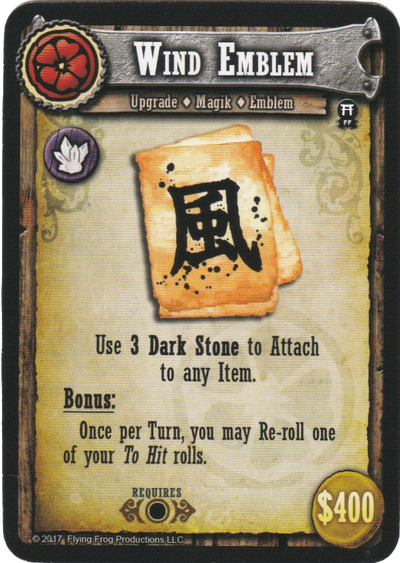 Wind Emblem
Upgrade ♦ Magik ♦ Emblem
FF
風
Use 3 Dark Stone to Attach
to any Item.
Bonus:
Once per Turn, you may Re-roll one
of your To Hit rolls.
REQUIRES
$400
© 2017 Flying Frog Productions LLC